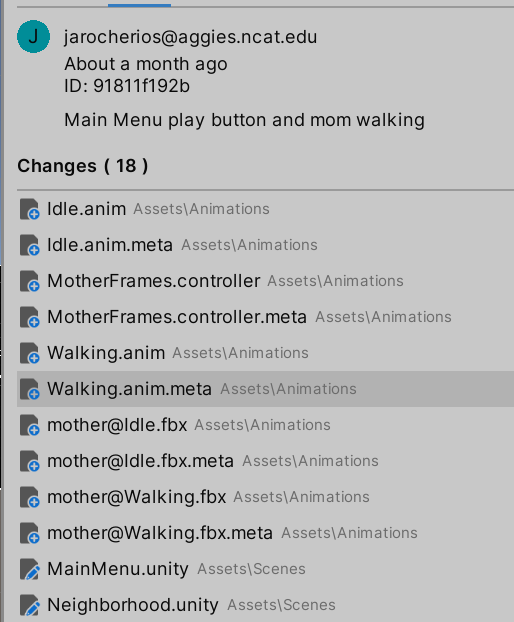 J jarocherios@aggies.ncat.edu
About a month ago
ID: 91811f192b
Main Menu play button and mom walking
Changes ( 18 )
Idle.anim Assets\Animations
Idle.anim.meta Assets\Animations
MotherFrames.controller Assets\Animations
MotherFrames.controller.meta Assets\Animations
Walking.anim Assets\Animations
Walking.anim.meta Assets\Animations
mother@Idle.fbx Assets\Animations
mother@Idle.fbx.meta Assets\Animations
mother@Walking.fbx Assets\Animations
mother@Walking.fbx.meta Assets\Animations
MainMenu.unity Assets\Scenes
Neighborhood.unity Assets\Scenes